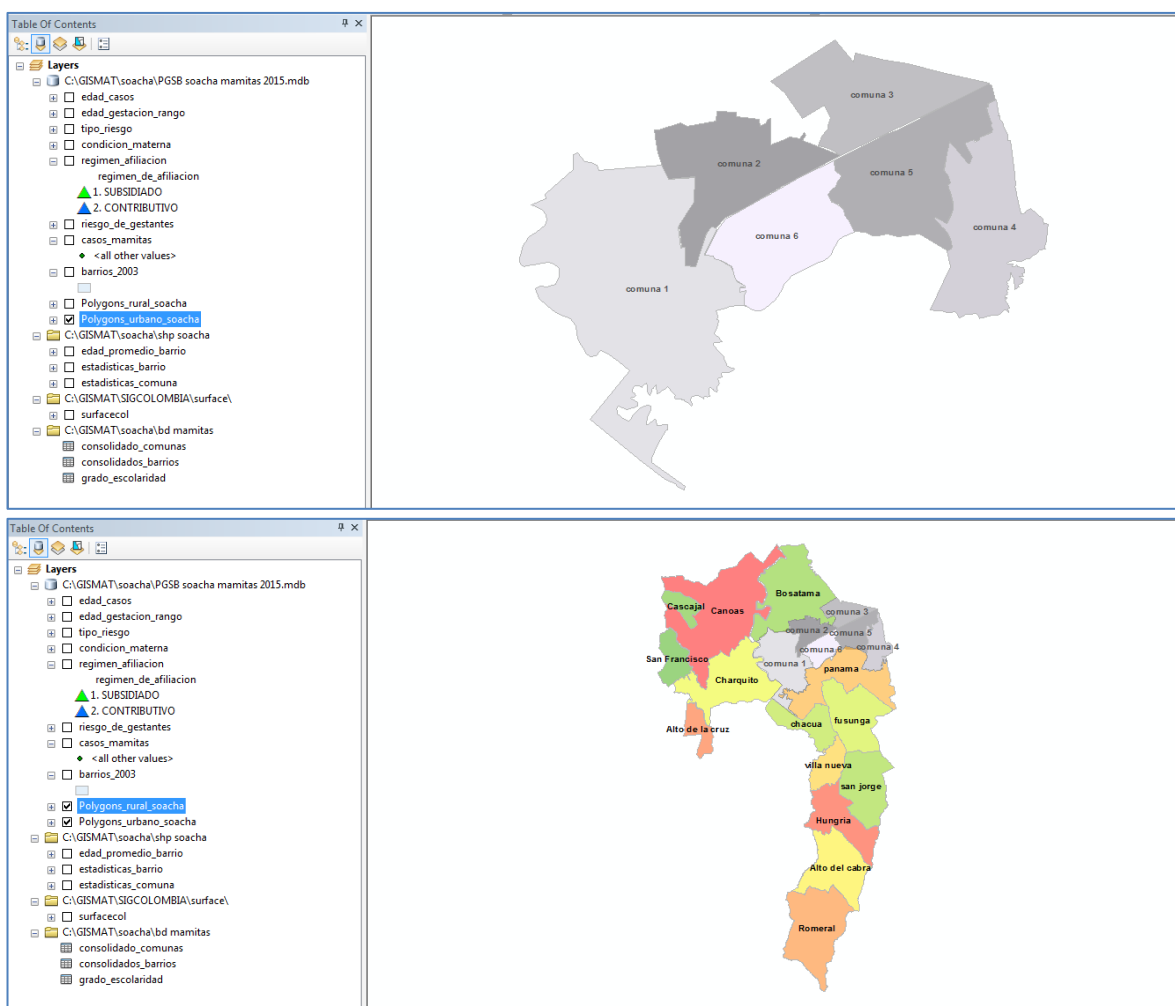 Table Of Contents
Layers
C:\GISMAT\soacha\PGSB soacha mamitas 2015.mdb
edad_casos
edad_gestacion_rango
tipo_riesgo
condicion_materna
regimen_afiliacion
regimen_de_afiliacion
1. SUBSIDIADO
2. CONTRIBUTIVO
riesgo_de_gestantes
casos_mamitas
<all other values>
barrios_2003
Polygons_rural_soacha
Polygons_urbano_soacha
C:\GISMAT\soacha\shp soacha
edad_promedio_barrio
estadisticas_barrio
estadisticas_comuna
C:\GISMAT\SIGCOLOMBIA\surface\
surfacecol
C:\GISMAT\soacha\bd mamitas
consolidado_comunas
consolidados_barrios
grado_escolaridad
comuna 3
comuna 2
comuna 5
comuna 4
comuna 6
comuna 1
Table Of Contents
Layers
C:\GISMAT\soacha\PGSB soacha mamitas 2015.mdb
edad_casos
edad_gestacion_rango
tipo_riesgo
condicion_materna
regimen_afiliacion
regimen_de_afiliacion
1. SUBSIDIADO
2. CONTRIBUTIVO
riesgo_de_gestantes
casos_mamitas
<all other values>
barrios_2003
Polygons_rural_soacha
Polygons_urbano_soacha
C:\GISMAT\soacha\shp soacha
edad_promedio_barrio
estadisticas_barrio
estadisticas_comuna
C:\GISMAT\SIGCOLOMBIA\surface\
surfacecol
C:\GISMAT\soacha\bd mamitas
consolidado_comunas
consolidados_barrios
grado_escolaridad
Bosatama
Cascajal
Canoas
comuna 3
comuna 2
comuna 5
comuna 6
comuna 4
San Francisco
comuna 1
panama
Charquito
chacua
fusunga
Alto de la cruz
villa nueva
san jorge
Hungria
Alto del cabra
Romeral